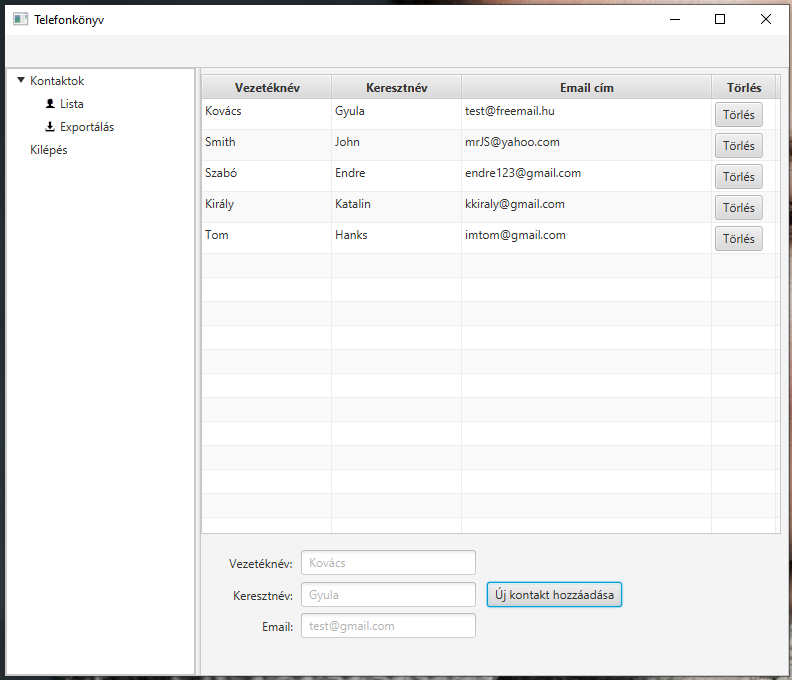 Telefonkönyv
Kontaktok
Lista
Exportálás
Kilépés
Vezetéknév Keresztnév Email cím Törlés
Kovács Gyula test@freemail.hu Törlés
Smith John mrJS@yahoo.com Törlés
Szabó Endre endre123@gmail.com Törlés
Király Katalin kkiraly@gmail.com Törlés
Tom Hanks imtom@gmail.com Törlés
Vezetéknév: Kovács
Keresztnév: Gyula Új kontakt hozzáadása
Email: test@gmail.com